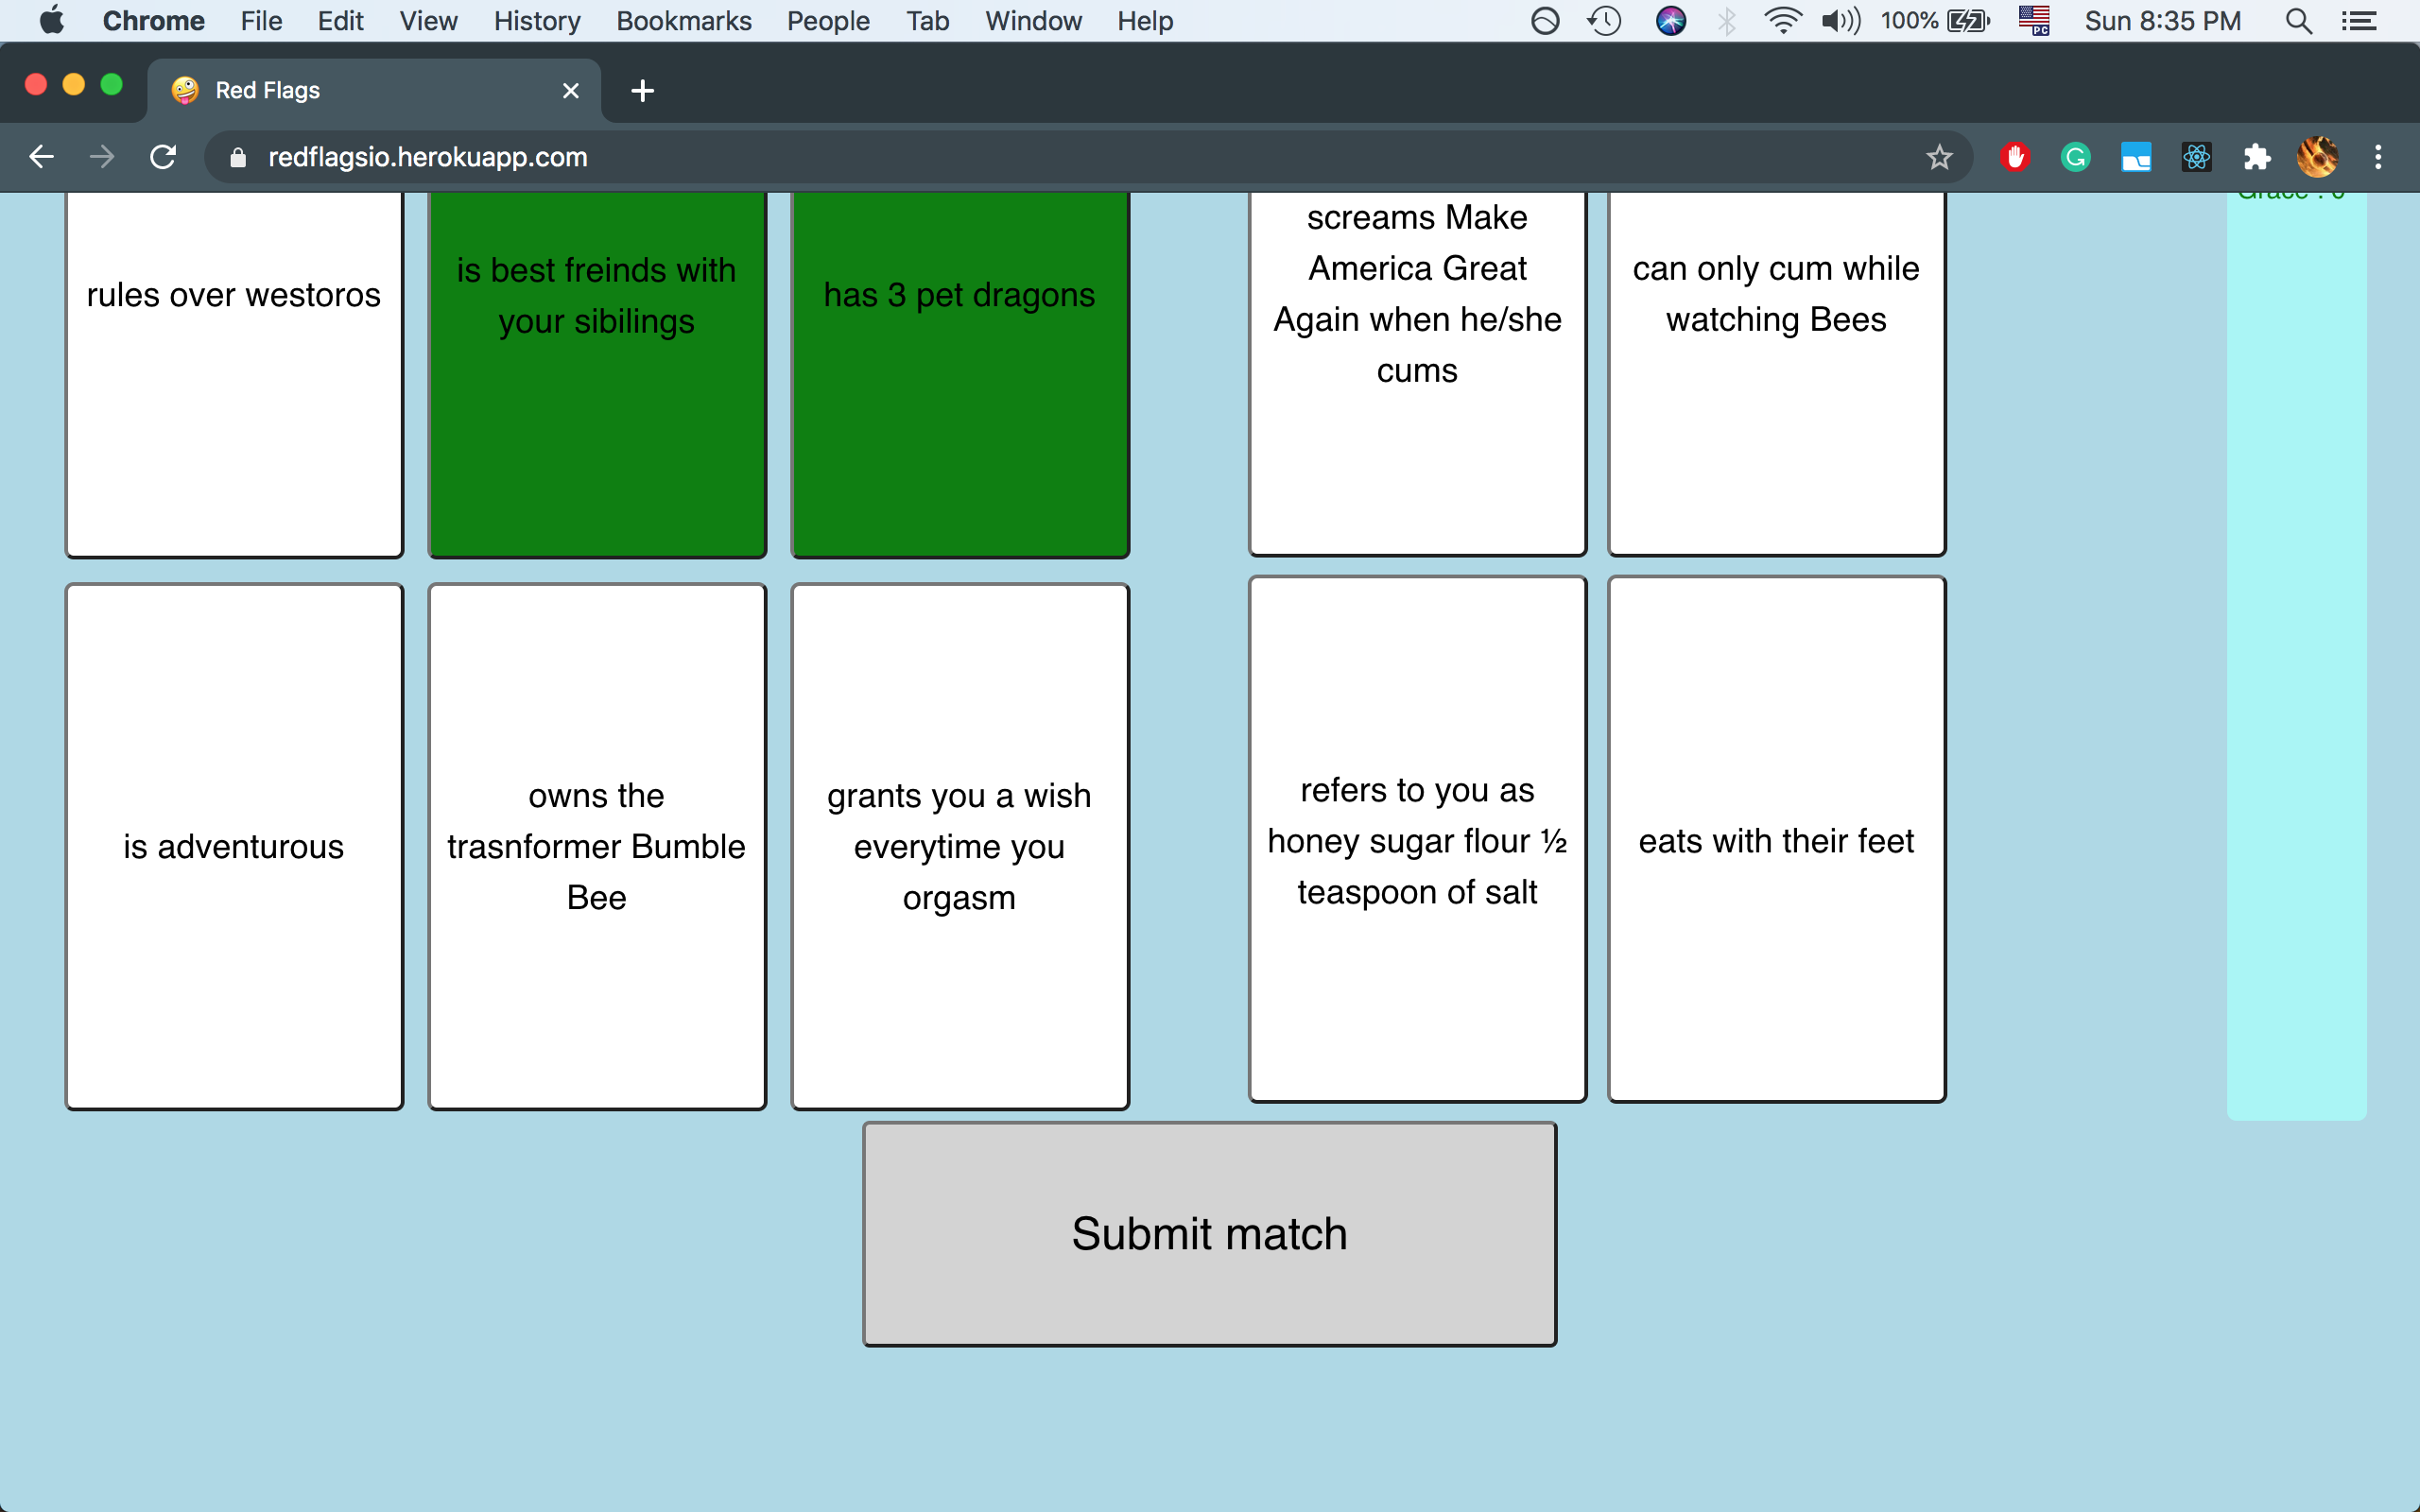 Chrome File Edit View History Bookmarks People Tab Window Help 100% PC Sun 8:35 PM
Red Flags
redflagsio.herokuapp.com
Grace : 0
rules over westoros
is best freinds with
your sibilings
has 3 pet dragons
screams Make
America Great
Again when he/she
cums
can only cum while
watching Bees
is adventurous
owns the
trasnformer Bumble
Bee
grants you a wish
everytime you
orgasm
refers to you as
honey sugar flour ½
teaspoon of salt
eats with their feet
Submit match